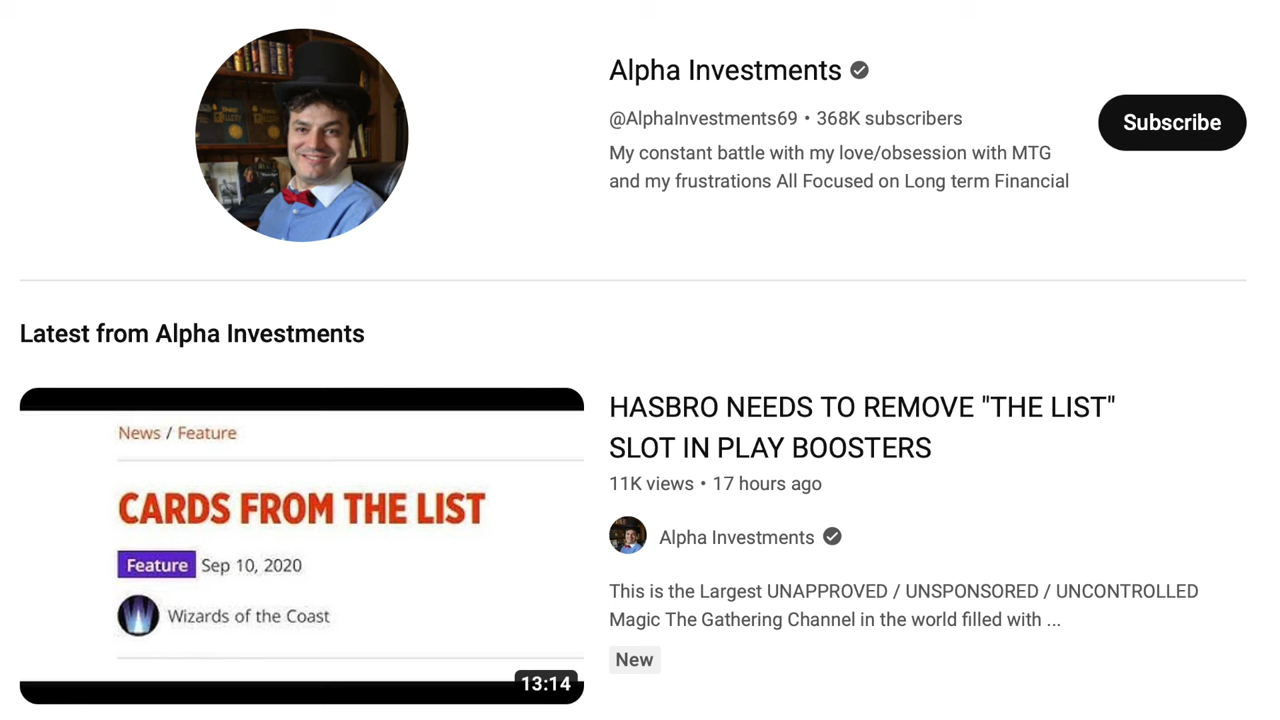 Alpha Investments
@AlphaInvestments69 • 368K subscribers
Subscribe
My constant battle with my love/obsession with MTG
and my frustrations All Focused on Long term Financial
Latest from Alpha Investments
News / Feature
CARDS FROM THE LIST
Feature Sep 10, 2020
Wizards of the Coast
13:14
HASBRO NEEDS TO REMOVE "THE LIST"
SLOT IN PLAY BOOSTERS
11K views • 17 hours ago
Alpha Investments
This is the Largest UNAPPROVED / UNSPONSORED / UNCONTROLLED
Magic The Gathering Channel in the world filled with ...
New